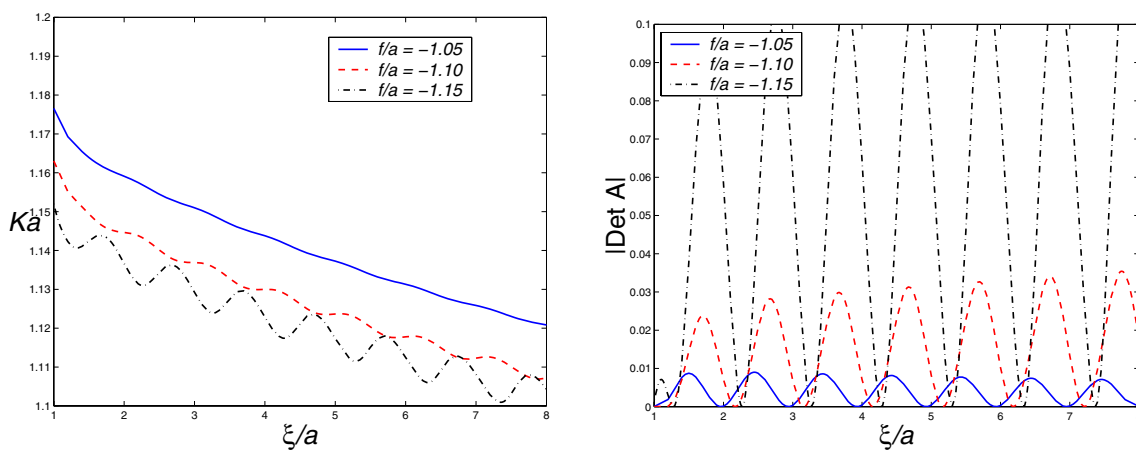 1.2
1.19
1.18
1.17
1.16
1.15
1.14
1.13
1.12
1.11
1.1
Ka
1 2 3 4 5 6 7 8
ξ/a
f/a = −1.05
f/a = −1.10
f/a = −1.15
0.1
0.09
0.08
0.07
0.06
0.05
0.04
0.03
0.02
0.01
0
|Det A|
1 2 3 4 5 6 7
ξ/a
f/a = −1.05
f/a = −1.10
f/a = −1.15